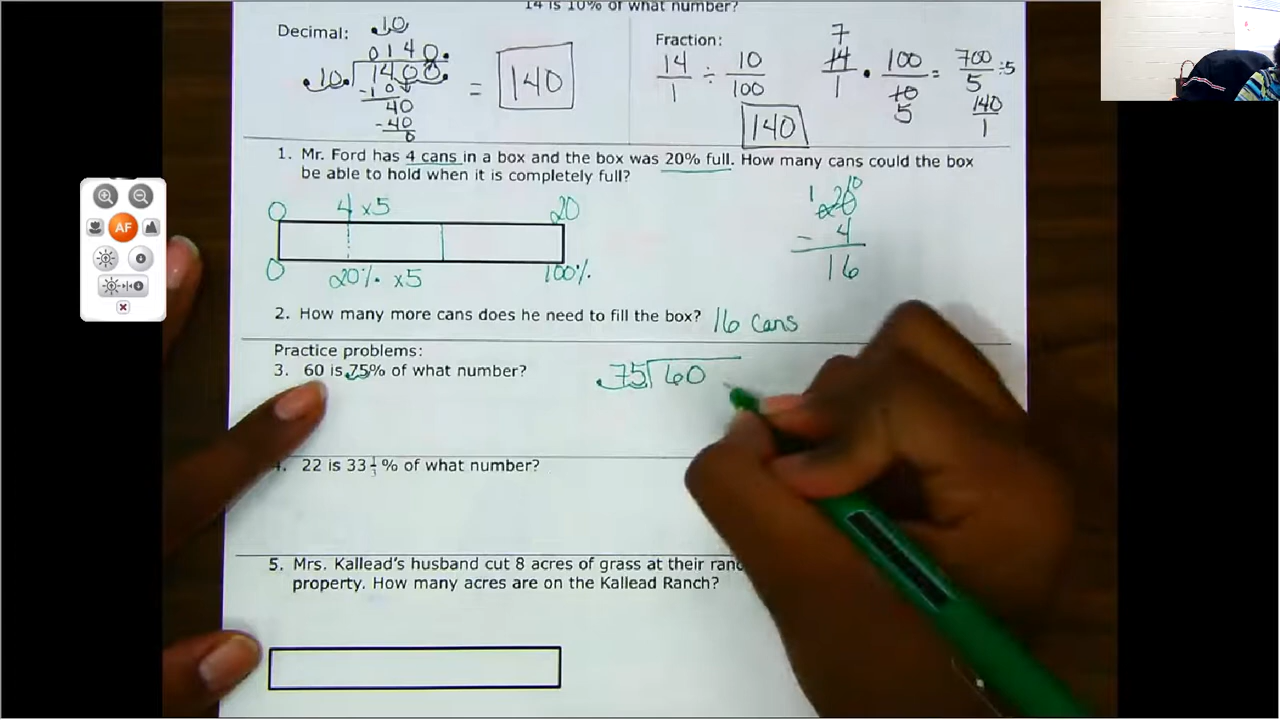 14 is 10% of what number?
Decimal: .10
0140.
.10.⟌1400.
-10
40
-40
0
= 140
Fraction:
14/1 ÷ 10/100
7
14/1 • 100/10 = 700/5 ÷5
5
140/1
140
1. Mr. Ford has 4 cans in a box and the box was 20% full. How many cans could the box
be able to hold when it is completely full?
0 4 x5 20
0 20% x5 100%
1 10
20
- 4
16
2. How many more cans does he need to fill the box? 16 cans
Practice problems:
3. 60 is 75% of what number?
.75⟌60
4. 22 is 33 1/3 % of what number?
5. Mrs. Kallead's husband cut 8 acres of grass at their
property. How many acres are on the Kallead Ranch?
AF